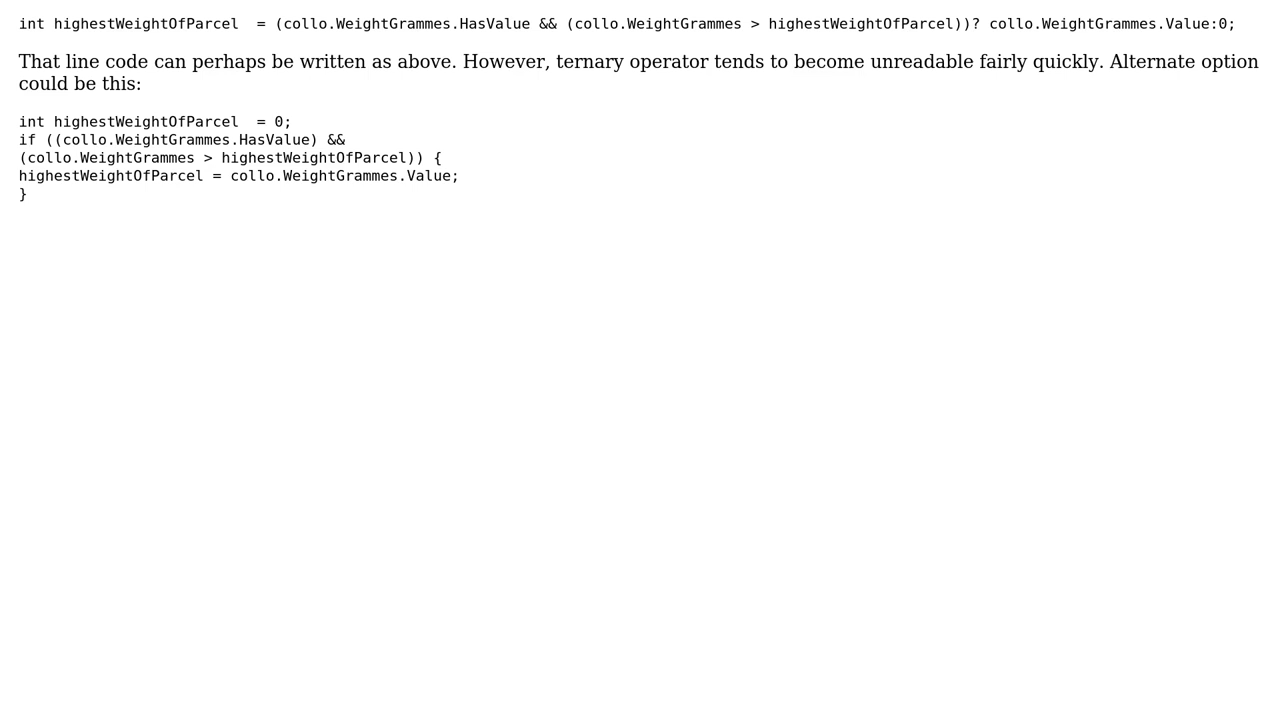 int highestWeightOfParcel  = (collo.WeightGrammes.HasValue && (collo.WeightGrammes > highestWeightOfParcel))? collo.WeightGrammes.Value:0;
That line code can perhaps be written as above. However, ternary operator tends to become unreadable fairly quickly. Alternate option
could be this:
int highestWeightOfParcel  = 0;
if ((collo.WeightGrammes.HasValue) &&
(collo.WeightGrammes > highestWeightOfParcel)) {
highestWeightOfParcel = collo.WeightGrammes.Value;
}